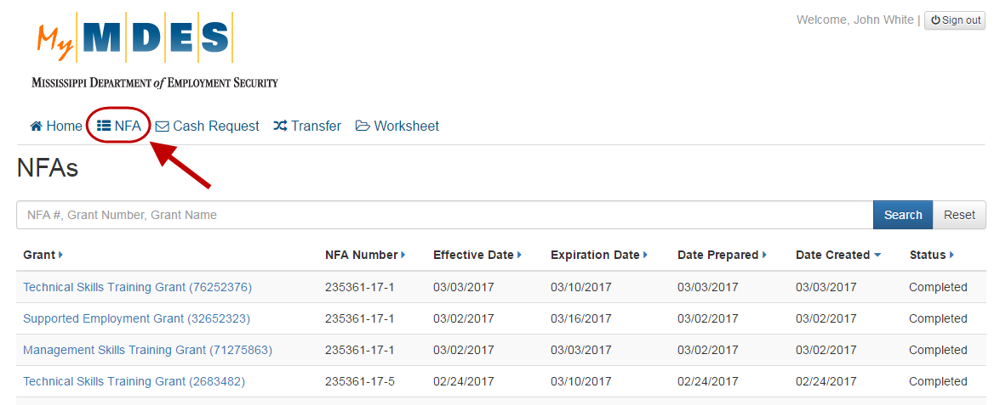 Welcome, John White | Sign out
My MDES
MISSISSIPPI DEPARTMENT of EMPLOYMENT SECURITY
Home NFA Cash Request Transfer Worksheet
NFAs
NFA #, Grant Number, Grant Name Search Reset
Grant NFA Number Effective Date Expiration Date Date Prepared Date Created Status
Technical Skills Training Grant (76252376) 235361-17-1 03/03/2017 03/10/2017 03/03/2017 03/03/2017 Completed
Supported Employment Grant (32652323) 235361-17-1 03/02/2017 03/16/2017 03/02/2017 03/02/2017 Completed
Management Skills Training Grant (71275863) 235361-17-1 03/02/2017 03/03/2017 03/02/2017 03/02/2017 Completed
Technical Skills Training Grant (2683482) 235361-17-5 02/24/2017 03/10/2017 02/24/2017 02/24/2017 Completed